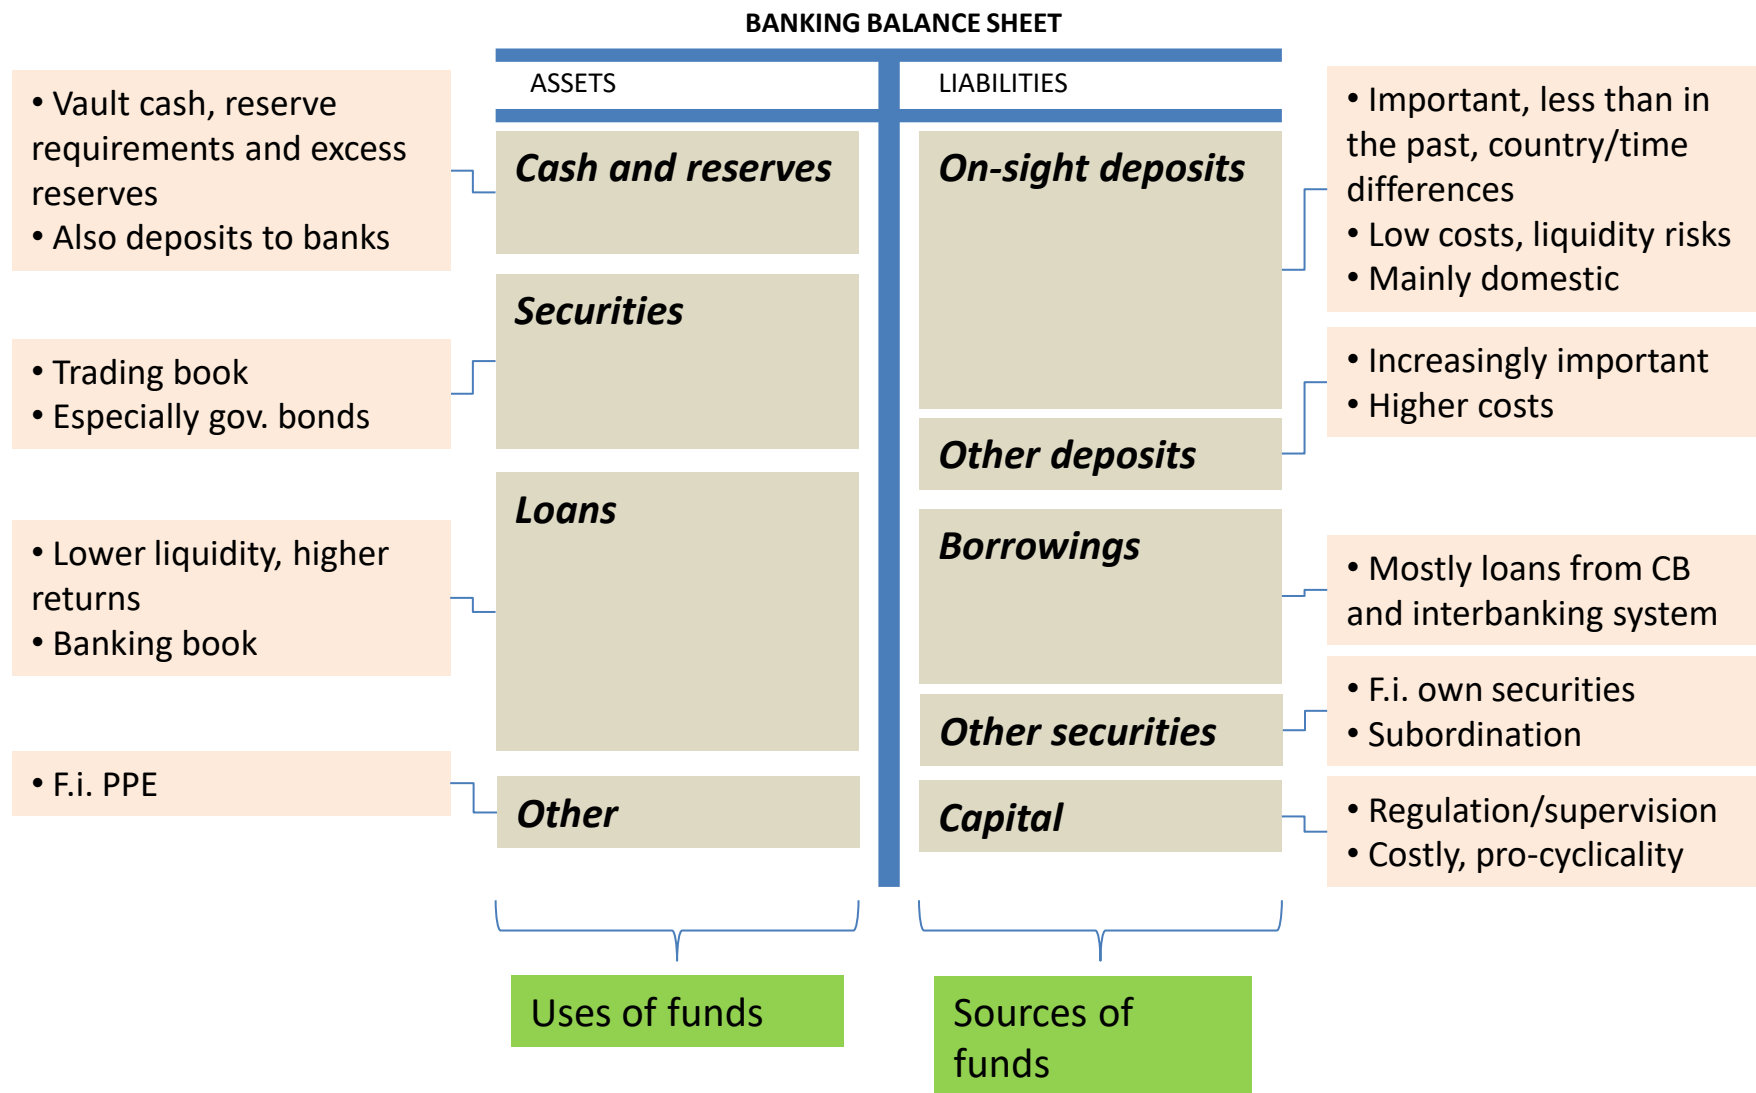 BANKING BALANCE SHEET
ASSETS
LIABILITIES
• Vault cash, reserve
requirements and excess
reserves
• Also deposits to banks
• Trading book
• Especially gov. bonds
• Lower liquidity, higher
returns
• Banking book
• F.i. PPE
Cash and reserves
Securities
Loans
Other
On-sight deposits
Other deposits
Borrowings
Other securities
Capital
• Important, less than in
the past, country/time
differences
• Low costs, liquidity risks
• Mainly domestic
• Increasingly important
• Higher costs
• Mostly loans from CB
and interbanking system
• F.i. own securities
• Subordination
• Regulation/supervision
• Costly, pro-cyclicality
Uses of funds
Sources of
funds